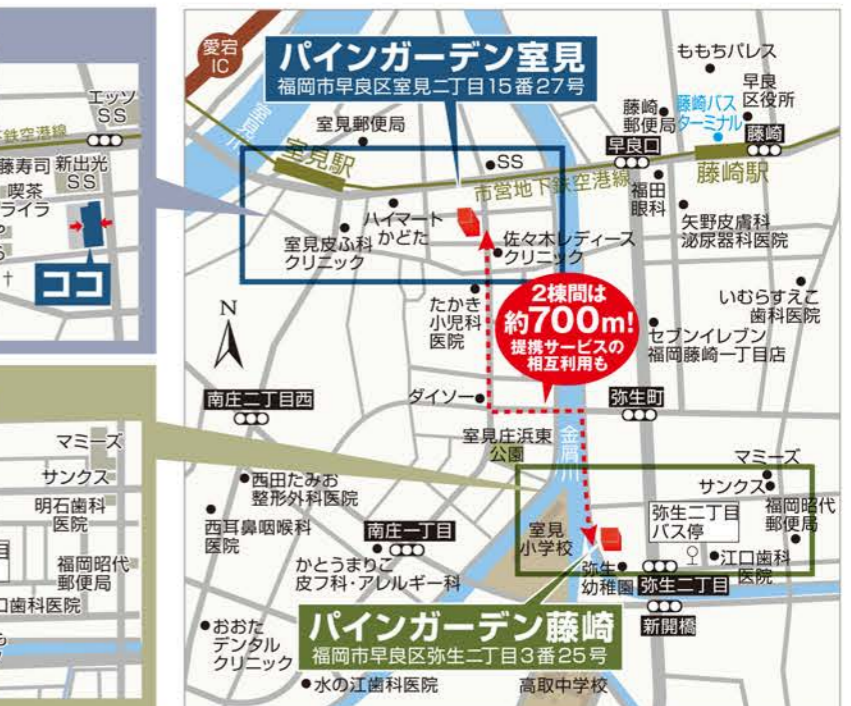 エッソ
SS
鉄空港線
藤寿司
新出光
SS
喫茶
ライラ
ココ
マミーズ
サンクス
明石歯科
医院
福岡昭代
郵便局
口歯科医院
愛宕
IC
パインガーデン室見
福岡市早良区室見二丁目15番27号
ももちパレス
早良
区役所
藤崎
郵便局
藤崎バス
ターミナル
藤崎
早良口
藤崎駅
室見川
室見郵便局
室見駅
SS
市営地下鉄空港線
福田
眼科
矢野皮膚科
泌尿器科医院
ハイマート
かどた
室見皮ふ科
クリニック
佐々木レディース
クリニック
たかき
小児科
医院
2棟間は
約700m!
提携サービスの
相互利用も
いむらすえこ
歯科医院
セブンイレブン
福岡藤崎一丁目店
N
南庄二丁目西
ダイソー
弥生町
室見庄浜東
公園
金屑川
マミーズ
サンクス
福岡昭代
郵便局
西田たみお
整形外科医院
西耳鼻咽喉科
医院
南庄一丁目
かとうまりこ
皮フ科・アレルギー科
室見
小学校
弥生二丁目
バス停
江口歯科
医院
弥生
幼稚園
弥生二丁目
新開橋
おおた
デンタル
クリニック
パインガーデン藤崎
福岡市早良区弥生二丁目3番25号
水の江歯科医院
高取中学校